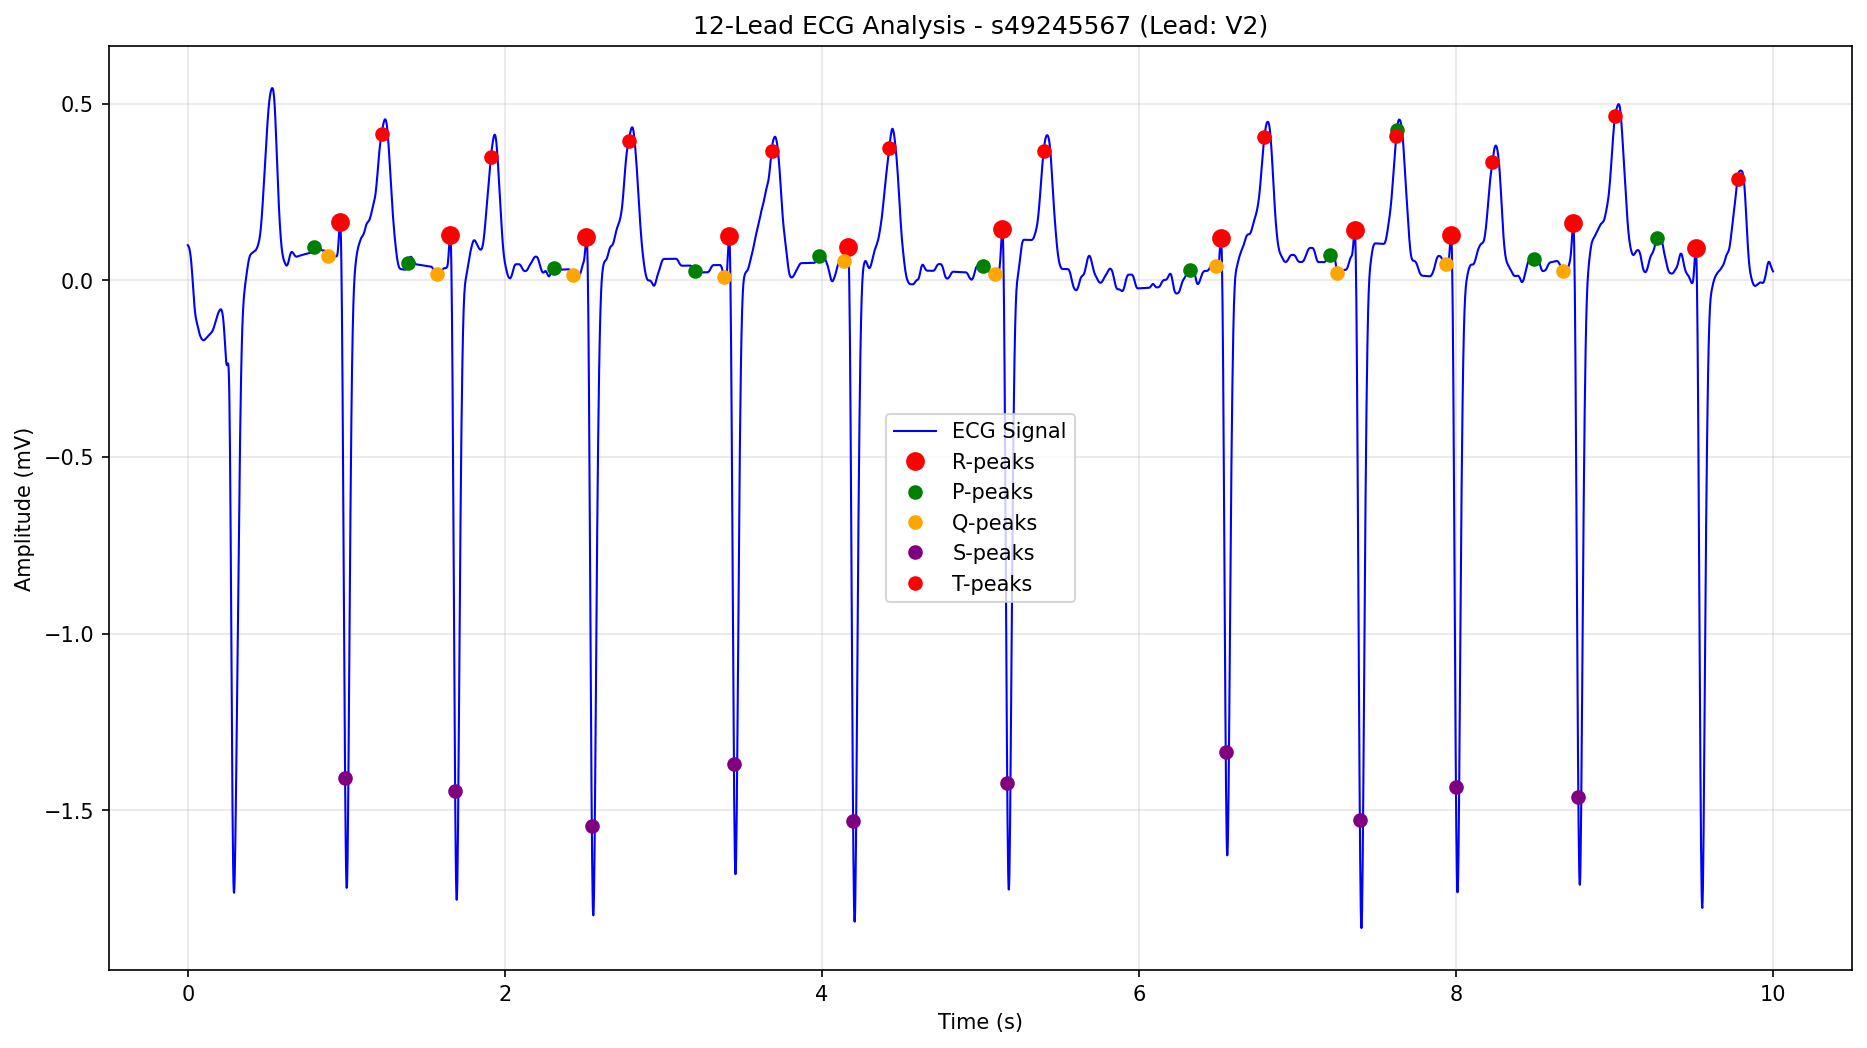 12-Lead ECG Analysis - s49245567 (Lead: V2)
0.5
0.0
−0.5
−1.0
−1.5
Amplitude (mV)
ECG Signal
R-peaks
P-peaks
Q-peaks
S-peaks
T-peaks
0 2 4 6 8 10
Time (s)